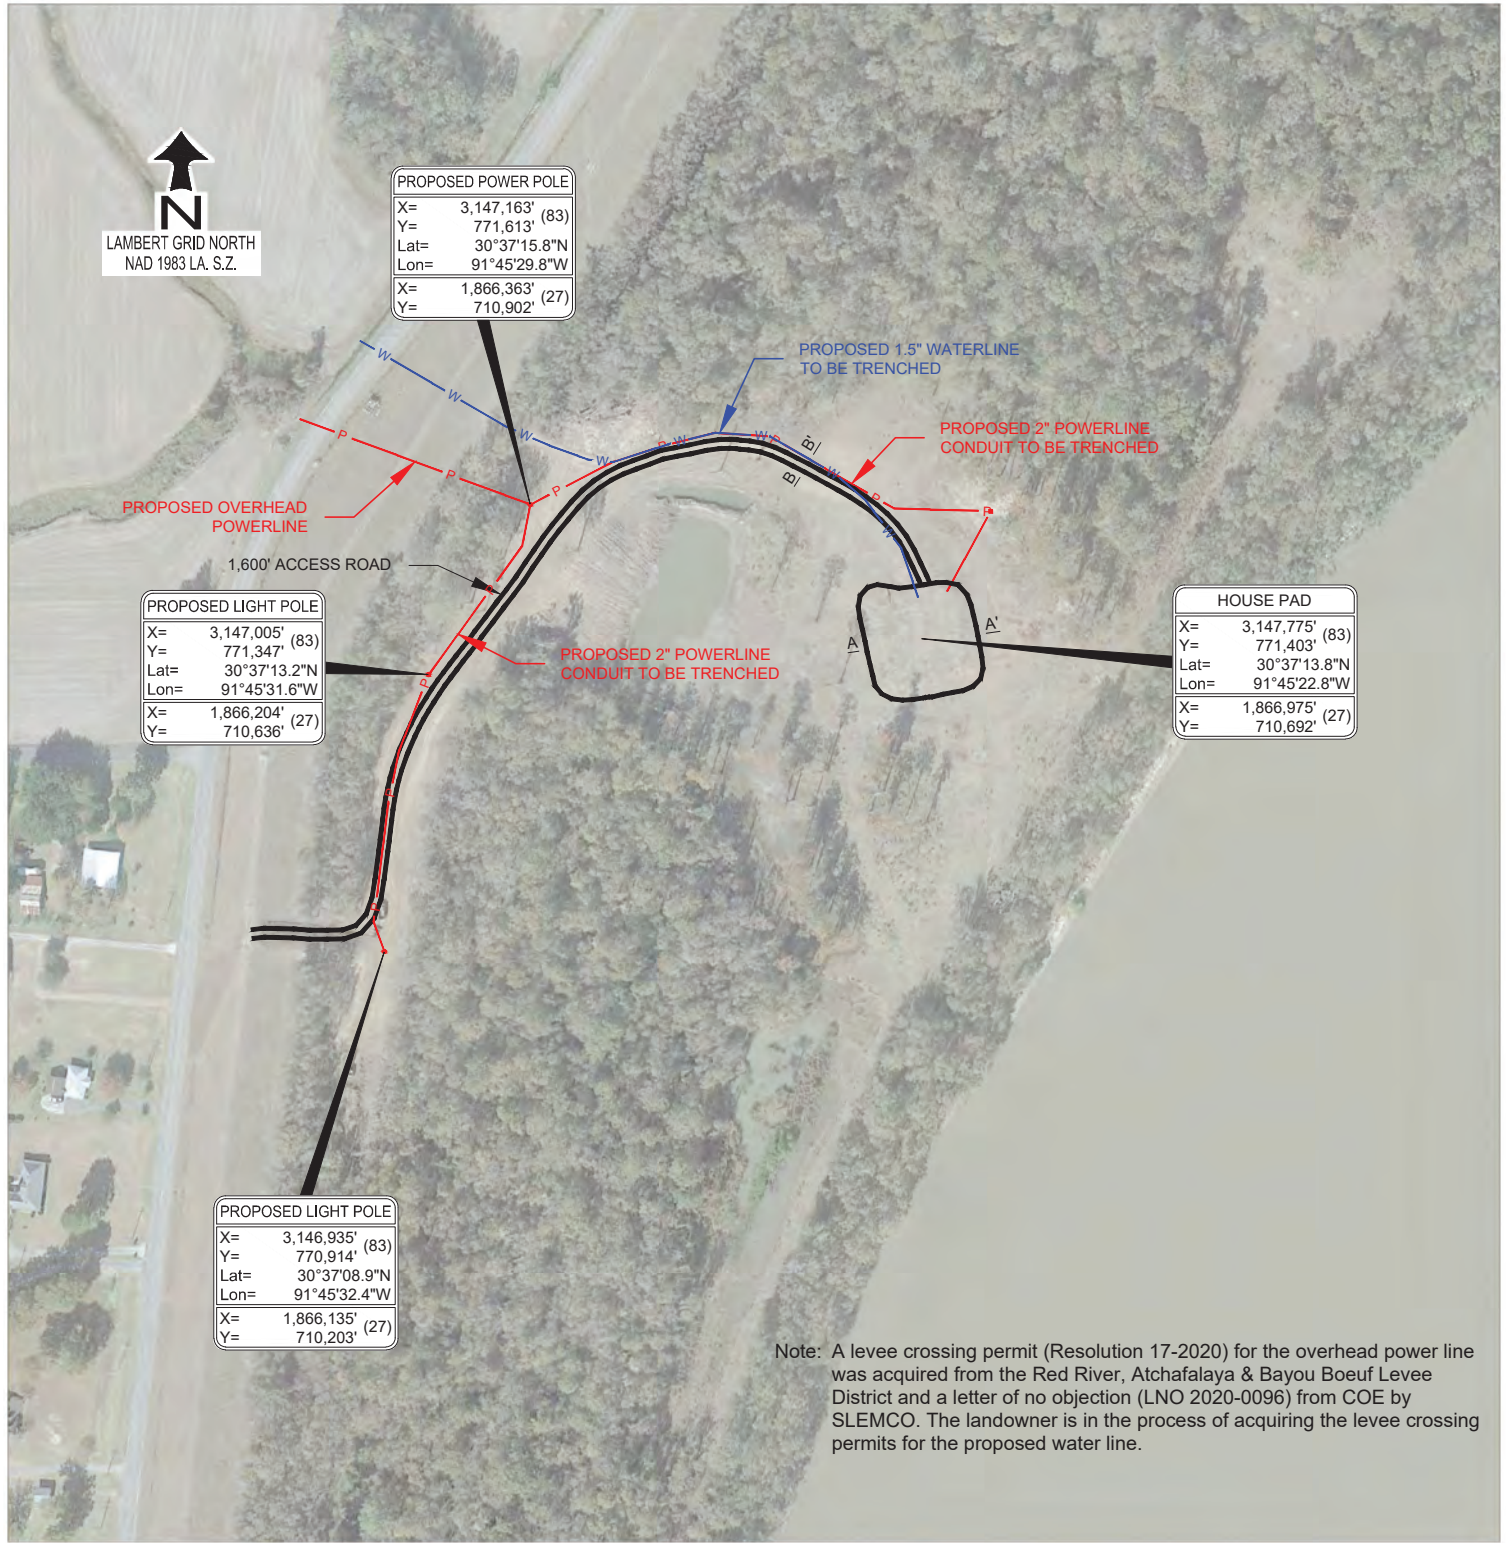 PROPOSED POWER POLE
X= 3,147,163' (83)
Y= 771,613'
Lat= 30°37'15.8"N
Lon= 91°45'29.8"W
X= 1,866,363' (27)
Y= 710,902'
N
LAMBERT GRID NORTH
NAD 1983 LA. S.Z.
PROPOSED 1.5" WATERLINE
TO BE TRENCHED
PROPOSED 2" POWERLINE
CONDUIT TO BE TRENCHED
PROPOSED OVERHEAD
POWERLINE
1,600' ACCESS ROAD
W
W
W
W
W
W
W
W
P
P
P
P
P
P
P
P
P
P
P
P
B'
B
A
A'
PROPOSED LIGHT POLE
X= 3,147,005' (83)
Y= 771,347'
Lat= 30°37'13.2"N
Lon= 91°45'31.6"W
X= 1,866,204' (27)
Y= 710,636'
PROPOSED 2" POWERLINE
CONDUIT TO BE TRENCHED
HOUSE PAD
X= 3,147,775' (83)
Y= 771,403'
Lat= 30°37'13.8"N
Lon= 91°45'22.8"W
X= 1,866,975' (27)
Y= 710,692'
PROPOSED LIGHT POLE
X= 3,146,935' (83)
Y= 770,914'
Lat= 30°37'08.9"N
Lon= 91°45'32.4"W
X= 1,866,135' (27)
Y= 710,203'
Note: A levee crossing permit (Resolution 17-2020) for the overhead power line
was acquired from the Red River, Atchafalaya & Bayou Boeuf Levee
District and a letter of no objection (LNO 2020-0096) from COE by
SLEMCO. The landowner is in the process of acquiring the levee crossing
permits for the proposed water line.